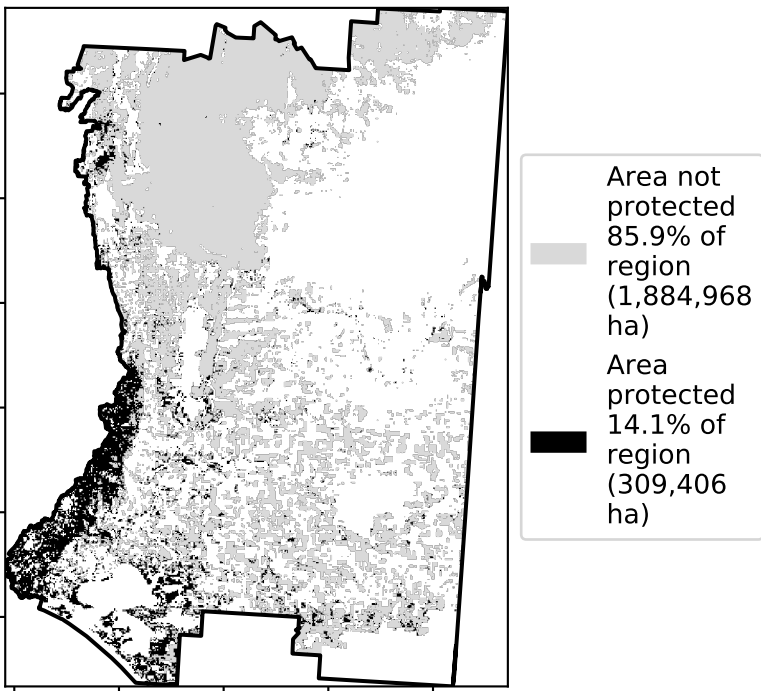 Area not
protected
85.9% of
region
(1,884,968
ha)
Area
protected
14.1% of
region
(309,406
ha)